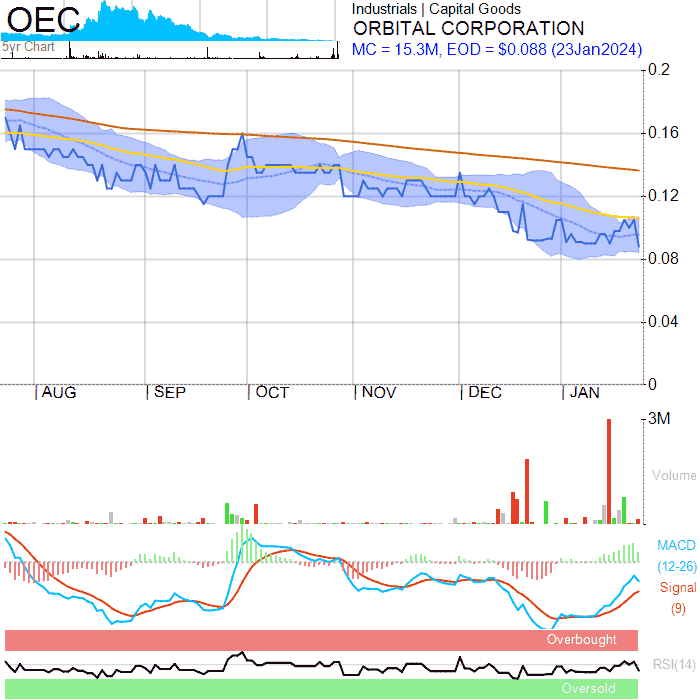 OEC
Industrials | Capital Goods
ORBITAL CORPORATION
MC = 15.3M, EOD = $0.088 (23Jan2024)
5yr Chart
0.2
0.16
0.12
0.08
0.04
0
AUG SEP OCT NOV DEC JAN
3M
Volume
MACD
(12-26)
Signal
(9)
Overbought
RSI(14)
Oversold